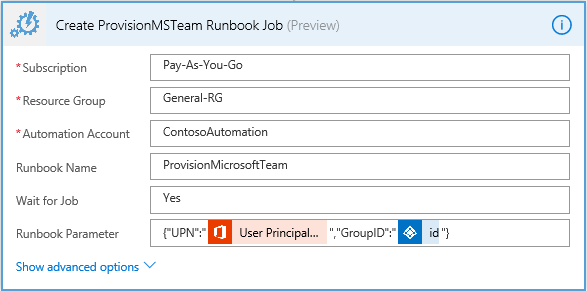 Create ProvisionMSTeam Runbook Job (Preview)
* Subscription Pay-As-You-Go
* Resource Group General-RG
* Automation Account ContosoAutomation
Runbook Name ProvisionMicrosoftTeam
Wait for Job Yes
Runbook Parameter {"UPN":" User Principal... ","GroupID":" id "}
Show advanced options